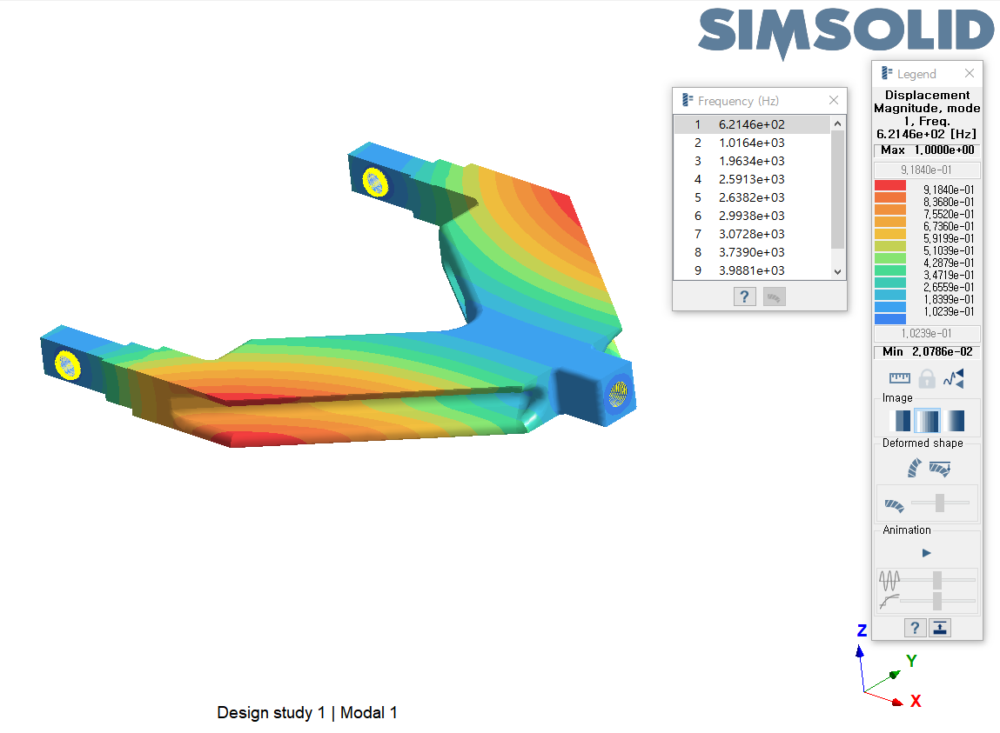 SIMSOLID
Legend
Displacement
Magnitude, mode
1, Freq.
6.2146e+02 [Hz]
Max 1.0000e+00
9.1840e-01
9.1840e-01
8.3680e-01
7.5520e-01
6.7360e-01
5.9199e-01
5.1039e-01
4.2879e-01
3.4719e-01
2.6559e-01
1.8399e-01
1.0239e-01
1.0239e-01
Min 2.0786e-02
Image
Deformed shape
Animation
?
Frequency (Hz)
1 6.2146e+02
2 1.0164e+03
3 1.9634e+03
4 2.5913e+03
5 2.6382e+03
6 2.9938e+03
7 3.0728e+03
8 3.7390e+03
9 3.9881e+03
?
Z
Y
X
Design study 1 | Modal 1